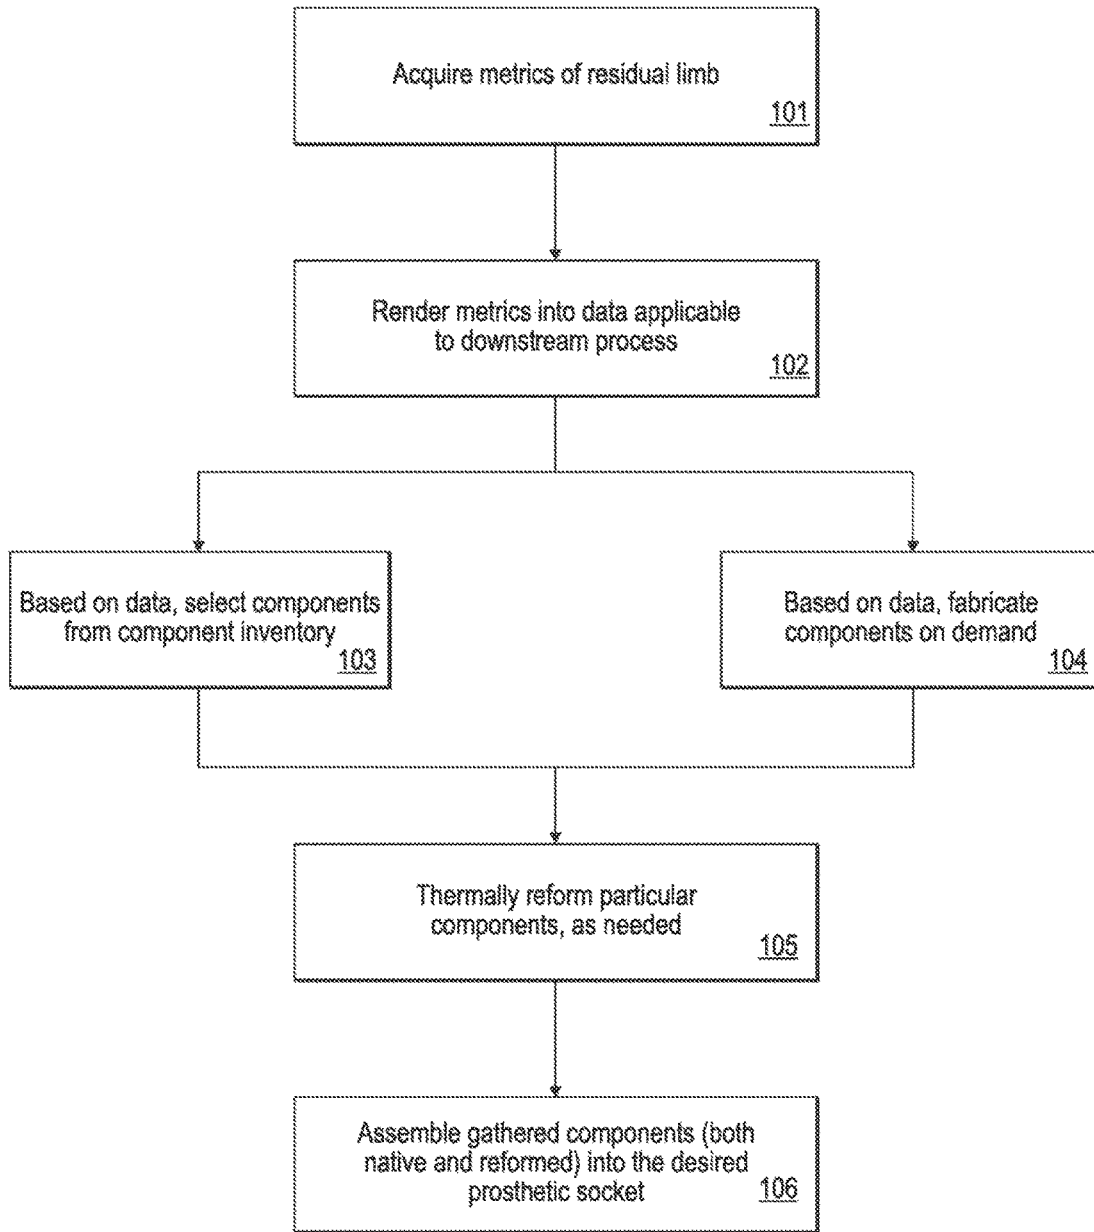 Acquire metrics of residual limb
101
Render metrics into data applicable
to downstream process
102
Based on data, select components
from component inventory
103
Based on data, fabricate
components on demand
104
Thermally reform particular
components, as needed
105
Assemble gathered components (both
native and reformed) into the desired
prosthetic socket
106